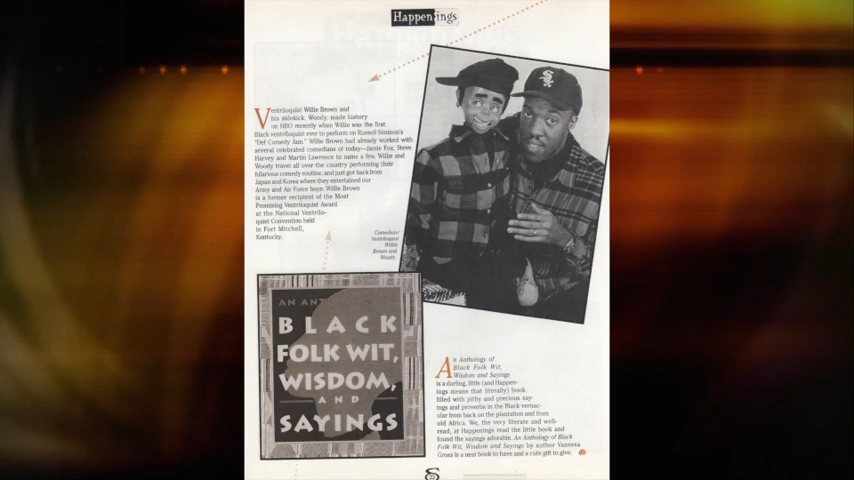 Happenings
Ventriloquist Willie Brown and
his sidekick, Woody, made history
on HBO recently when Willie was the first
Black ventriloquist ever to perform on Russell Simmon's
"Def Comedy Jam." Willie Brown had already worked with
several celebrated comedians of today—Jamie Fox, Steve
Harvey and Martin Lawrence to name a few. Willie and
Woody travel all over the country performing their
hilarious comedy routine, and just got back from
Japan and Korea where they entertained our
Army and Air Force boys. Willie Brown
is a former recipient of the Most
Promising Ventriloquist Award
at the National Ventrilo-
quist Convention held
in Fort Mitchell,
Kentucky.
Comedian/
Ventriloquist
Willie
Brown and
Woody.
SOX
AN ANT
BLACK
FOLK WIT,
WISDOM,
AND
SAYINGS
An Anthology of
Black Folk Wit,
Wisdom and Sayings
is a darling, little (and Happen-
ings means that literally) book
filled with pithy and precious say-
ings and proverbs in the Black vernac-
ular from back on the plantation and from
old Africa. We, the very literate and well-
read, at Happenings read the little book and
found the sayings adorable. An Anthology of Black
Folk Wit, Wisdom and Sayings by author Vanessa
Gross is a neat book to have and a cute gift to give.